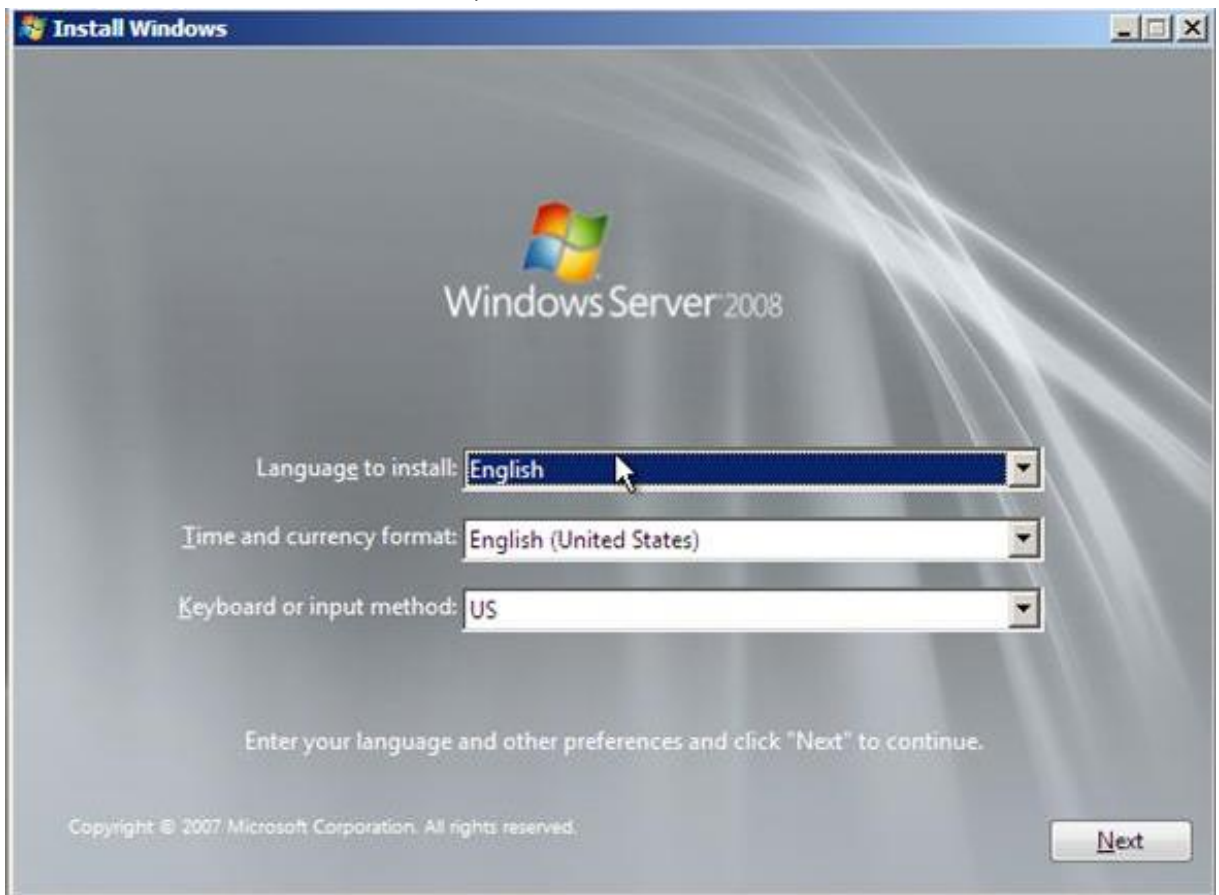 Install Windows
Windows Server 2008
Language to install: English
Time and currency format: English (United States)
Keyboard or input method: US
Enter your language and other preferences and click "Next" to continue.
Copyright © 2007 Microsoft Corporation. All rights reserved.
Next